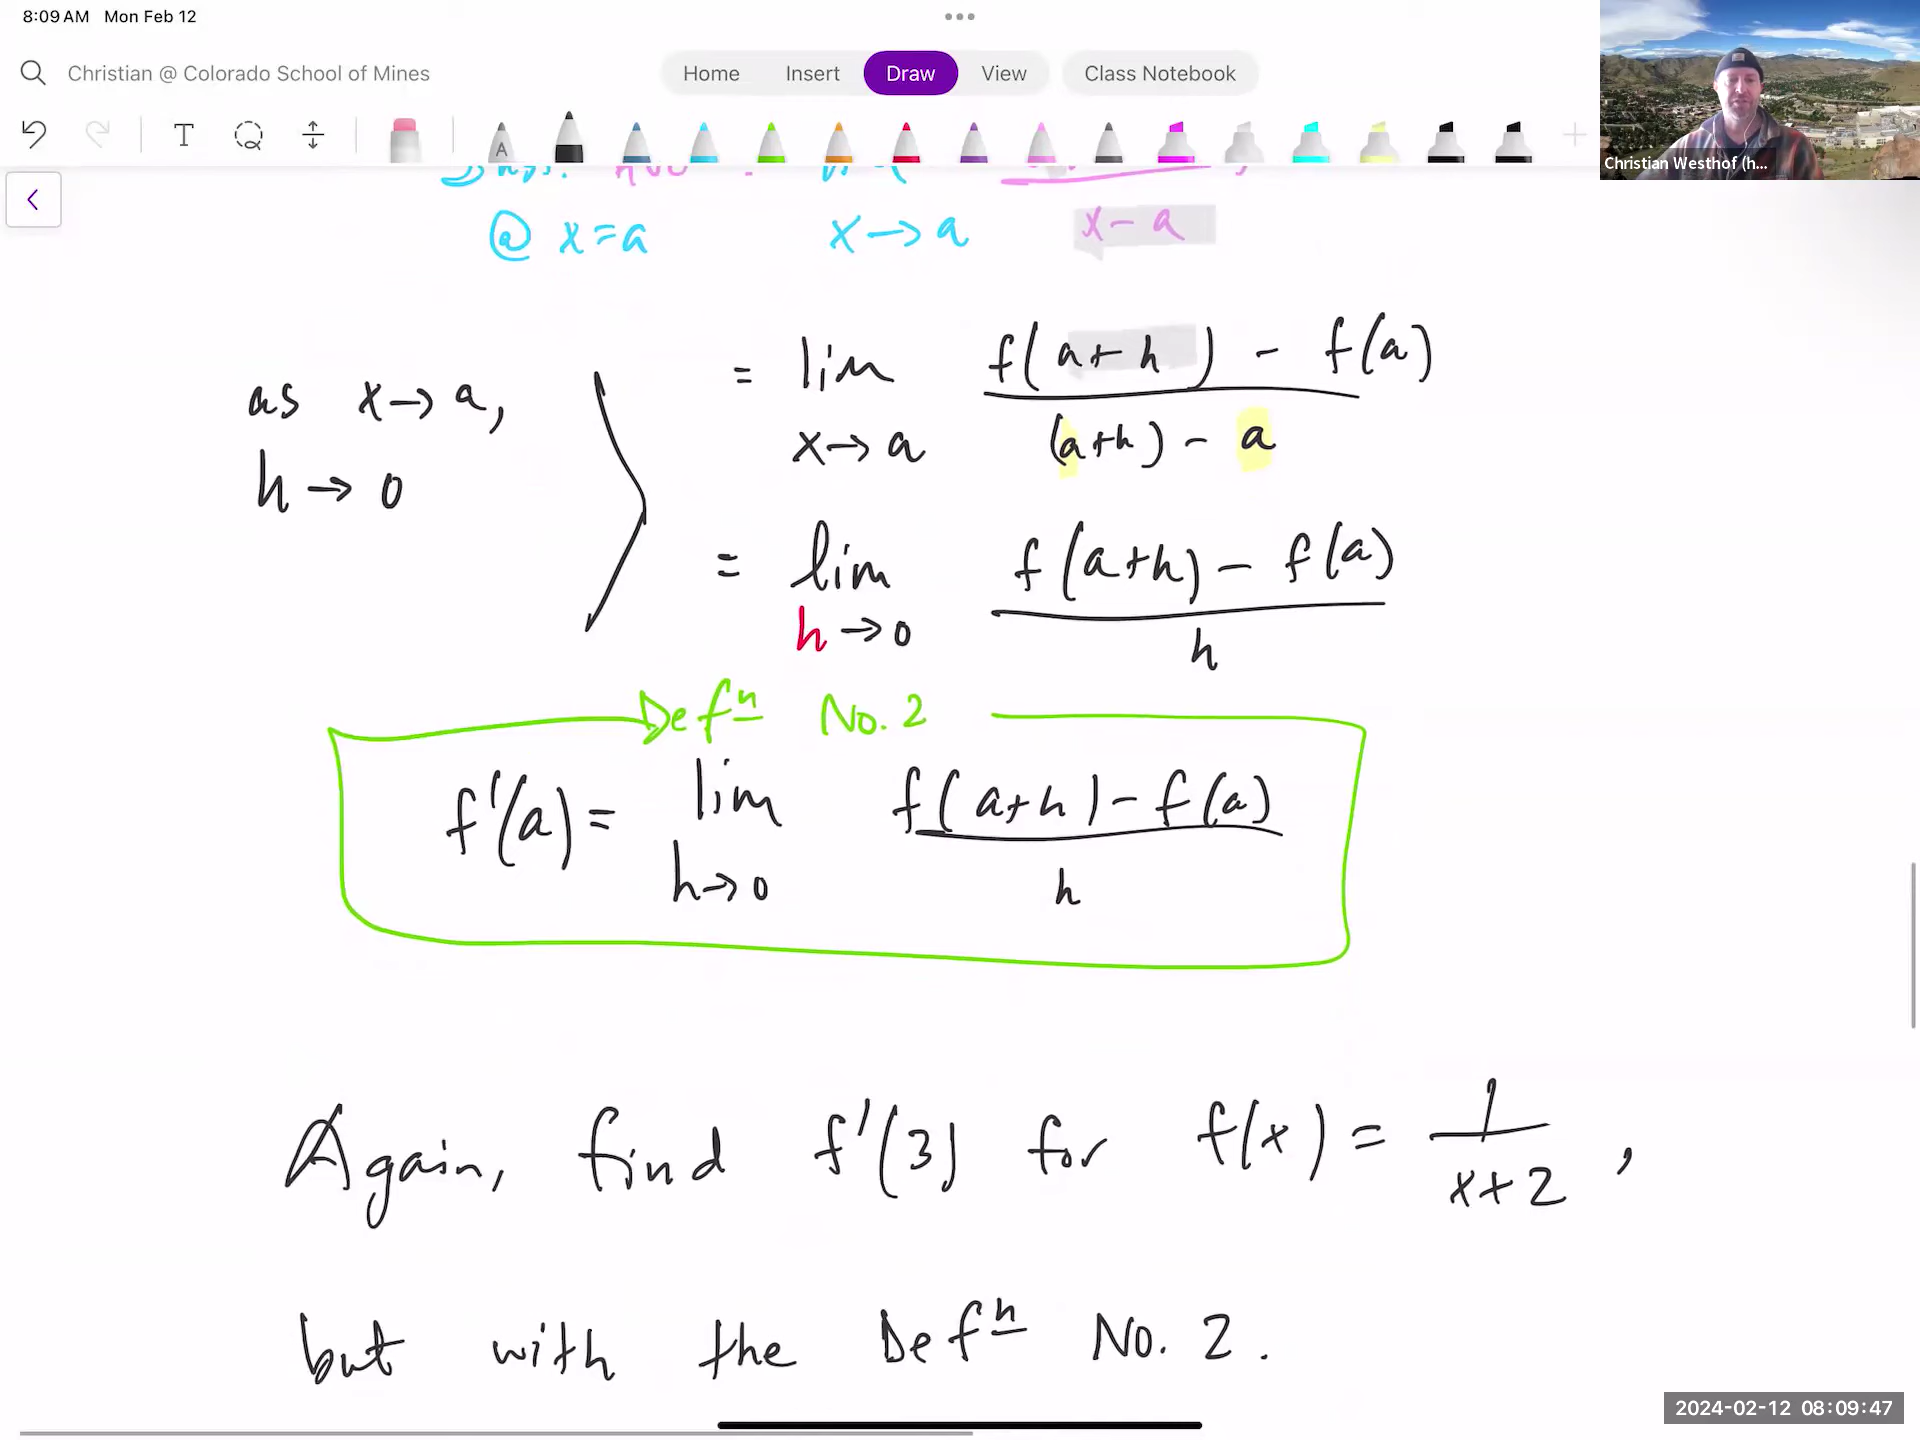 8:09 AM Mon Feb 12
Christian @ Colorado School of Mines
Home Insert Draw View Class Notebook
T A
Christian Westhof (h...
@ x=a x→a x-a
as x→a,
h→0
= lim f(a+h) - f(a)
x→a (a+h) - a
= lim f(a+h) - f(a)
h→0 h
Defⁿ No. 2
f'(a) = lim f(a+h) - f(a)
h→0 h
Again, find f'(3) for f(x) = 1
x+2 ,
but with the Defⁿ No. 2.
2024-02-12 08:09:47